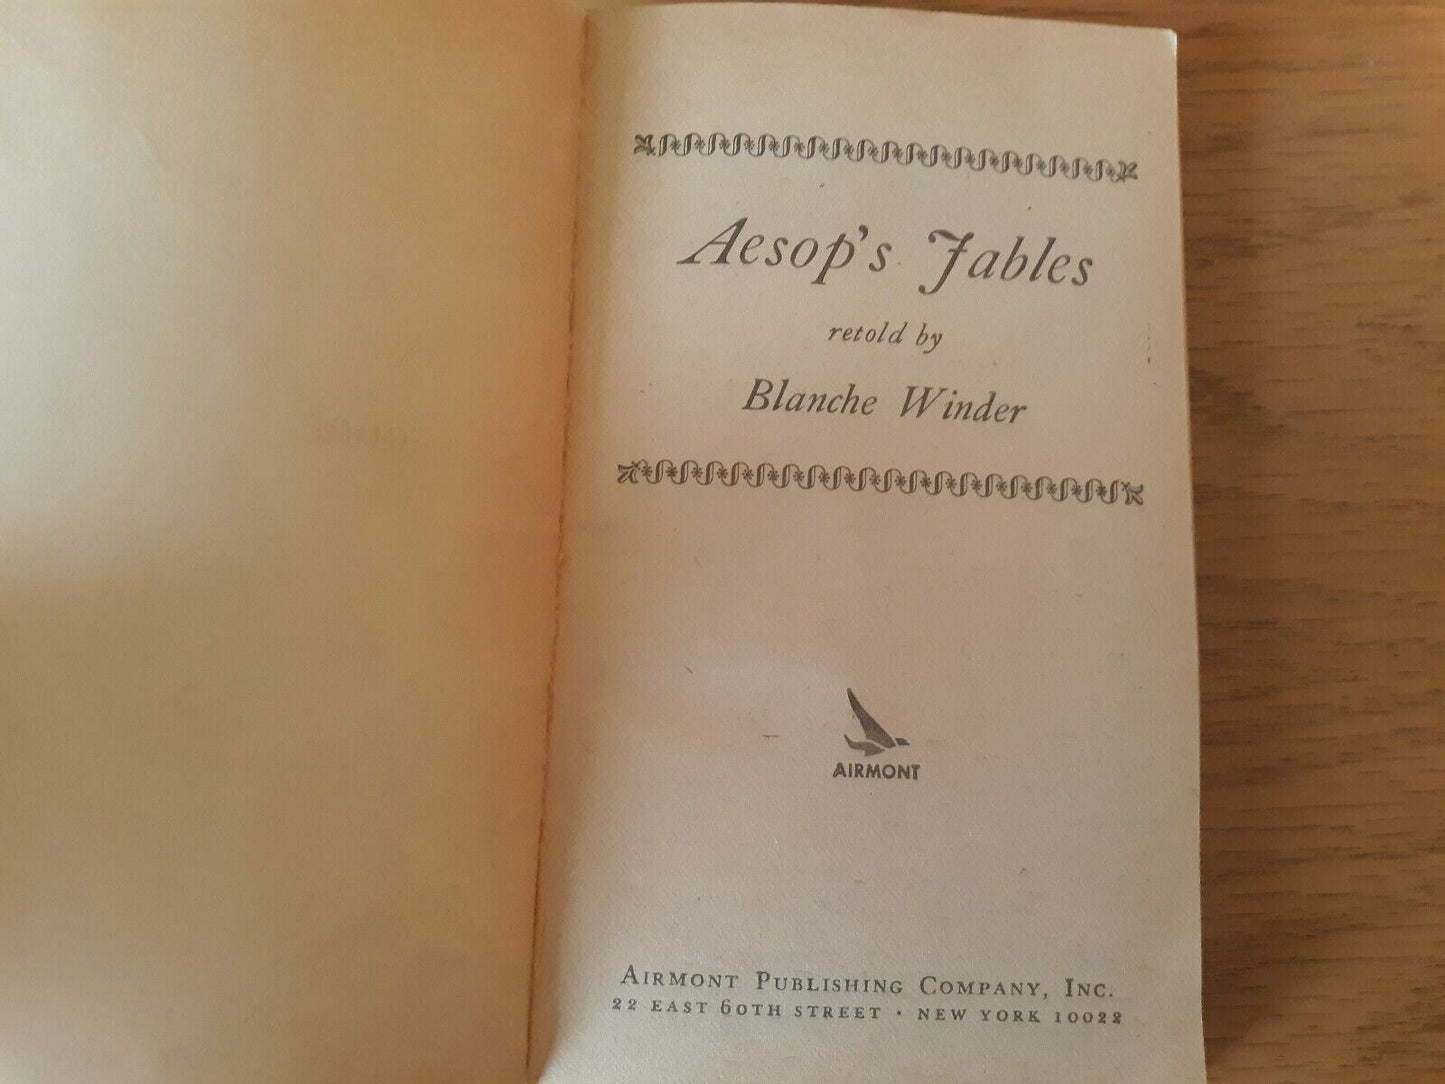 Aesop's Fables
retold by
Blanche Winder
AIRMONT
AIRMONT PUBLISHING COMPANY, INC.
22 EAST 60TH STREET • NEW YORK 10022